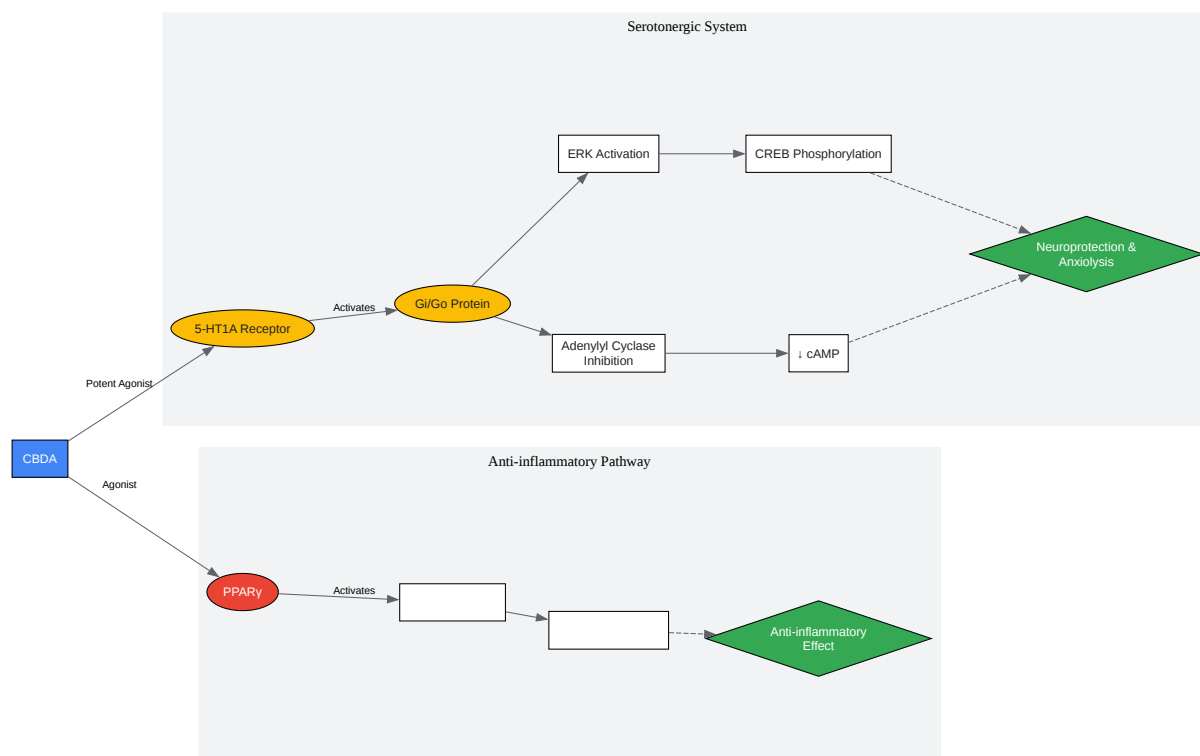 Serotonergic System
ERK Activation
CREB Phosphorylation
Neuroprotection &
Anxiolysis
Gi/Go Protein
Activates
5-HT1A Receptor
Adenylyl Cyclase
Inhibition
↓ cAMP
Potent Agonist
CBDA
Agonist
Anti-inflammatory Pathway
PPARγ
Activates
Anti-inflammatory
Effect